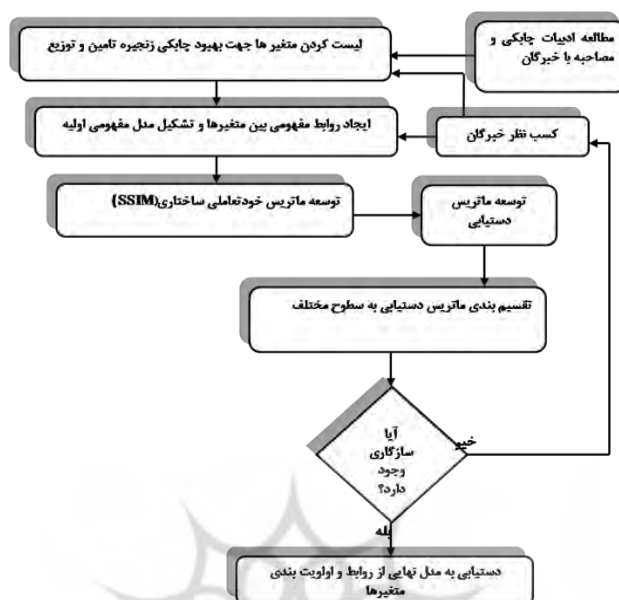 مطالعه ادبیات چابکی و
مصاحبه با خبرگان
لیست کردن متغیر ها جهت بهبود چابکی زنجیره تامین و توزیع
کسب نظر خبرگان
ایجاد روابط مفهومی بین متغیرها و تشکیل مدل مفهومی اولیه
توسعه ماتریس خودتعاملی ساختاری(SSIM)
توسعه ماتریس
دستیابی
تقسیم بندی ماتریس دستیابی به سطوح مختلف
آیا
سازگاری
وجود
دارد؟
خیر
بله
دستیابی به مدل نهایی از روابط و اولویت بندی
متغیرها